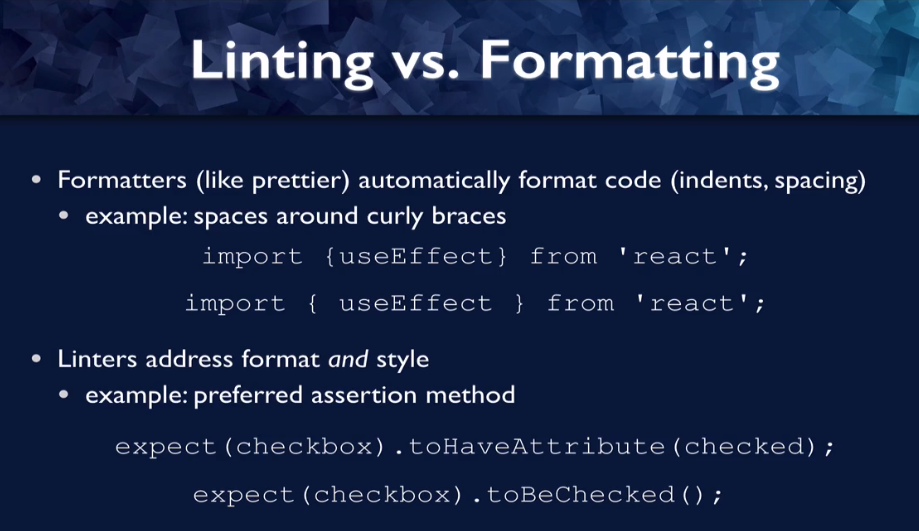 Linting vs. Formatting
• Formatters (like prettier) automatically format code (indents, spacing)
• example: spaces around curly braces
import {useEffect} from 'react';
import { useEffect } from 'react';
• Linters address format and style
• example: preferred assertion method
expect(checkbox).toHaveAttribute(checked);
expect(checkbox).toBeChecked();